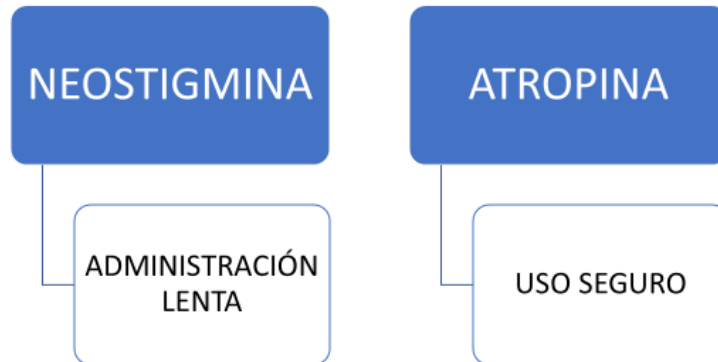 NEOSTIGMINA
ADMINISTRACIÓN
LENTA
ATROPINA
USO SEGURO